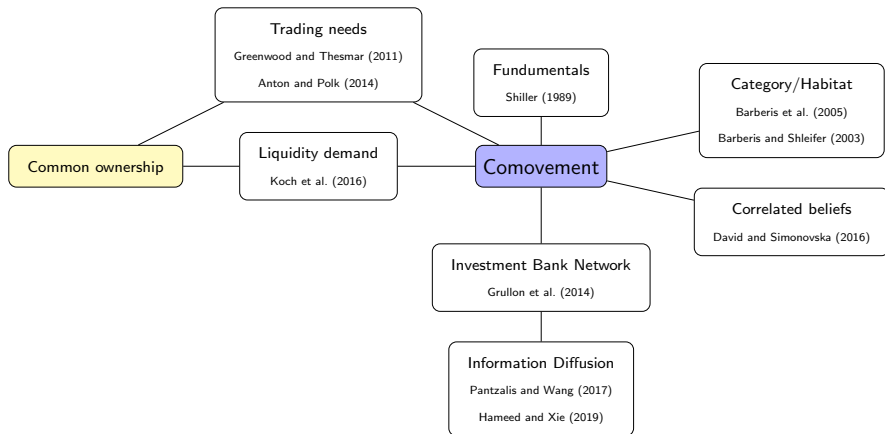 Trading needs
Greenwood and Thesmar (2011)
Anton and Polk (2014)
Fundumentals
Shiller (1989)
Category/Habitat
Barberis et al. (2005)
Barberis and Shleifer (2003)
Common ownership
Liquidity demand
Koch et al. (2016)
Comovement
Correlated beliefs
David and Simonovska (2016)
Investment Bank Network
Grullon et al. (2014)
Information Diffusion
Pantzalis and Wang (2017)
Hameed and Xie (2019)